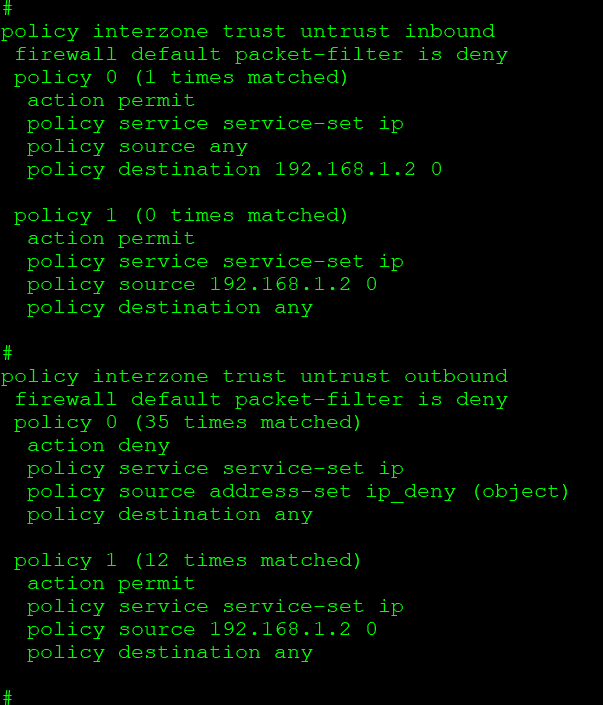 #
policy interzone trust untrust inbound
firewall default packet-filter is deny
policy 0 (1 times matched)
action permit
policy service service-set ip
policy source any
policy destination 192.168.1.2 0
policy 1 (0 times matched)
action permit
policy service service-set ip
policy source 192.168.1.2 0
policy destination any
#
policy interzone trust untrust outbound
firewall default packet-filter is deny
policy 0 (35 times matched)
action deny
policy service service-set ip
policy source address-set ip_deny (object)
policy destination any
policy 1 (12 times matched)
action permit
policy service service-set ip
policy source 192.168.1.2 0
policy destination any
#